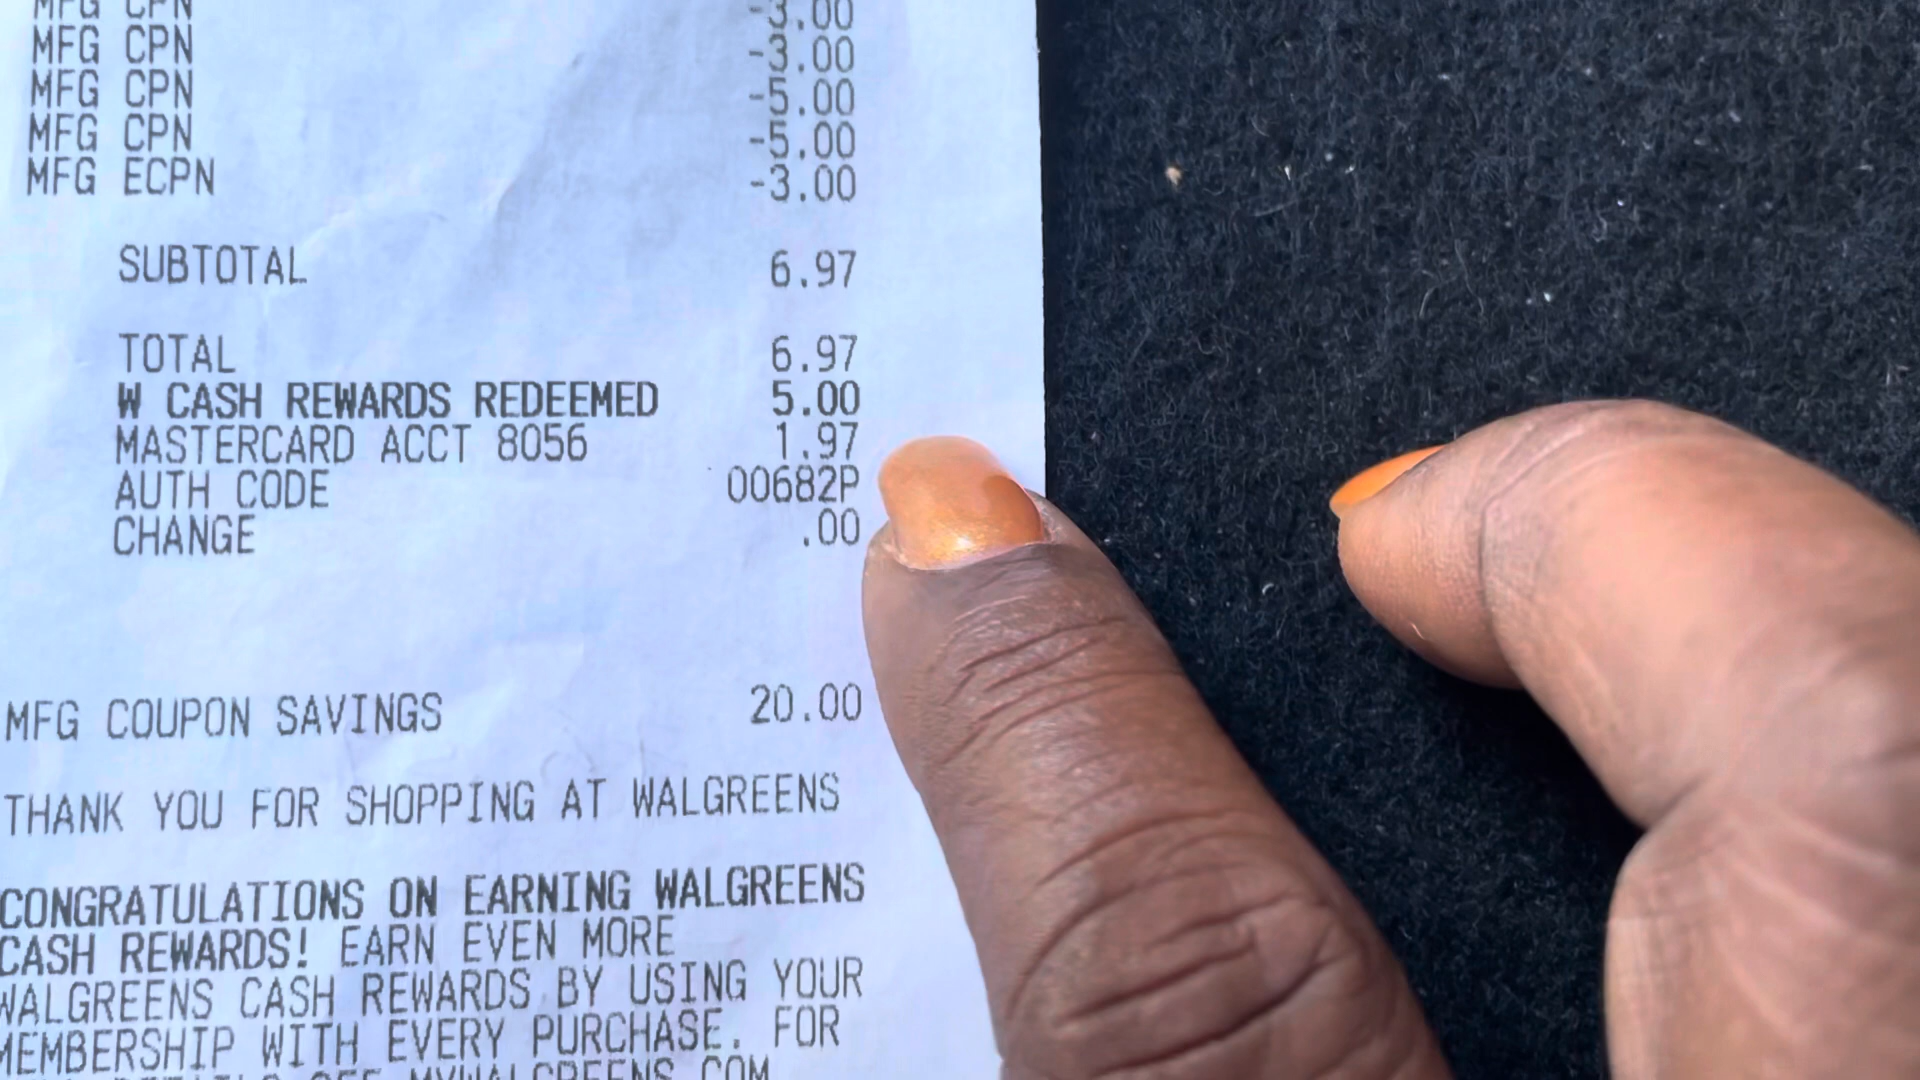 MFG CPN -3.00
MFG CPN -3.00
MFG CPN -5.00
MFG CPN -5.00
MFG ECPN -3.00
SUBTOTAL 6.97
TOTAL 6.97
W CASH REWARDS REDEEMED 5.00
MASTERCARD ACCT 8056 1.97
AUTH CODE 00682P
CHANGE .00
MFG COUPON SAVINGS 20.00
THANK YOU FOR SHOPPING AT WALGREENS
CONGRATULATIONS ON EARNING WALGREENS
CASH REWARDS! EARN EVEN MORE
WALGREENS CASH REWARDS BY USING YOUR
MEMBERSHIP WITH EVERY PURCHASE. FOR
SEE MYWALGREENS.COM